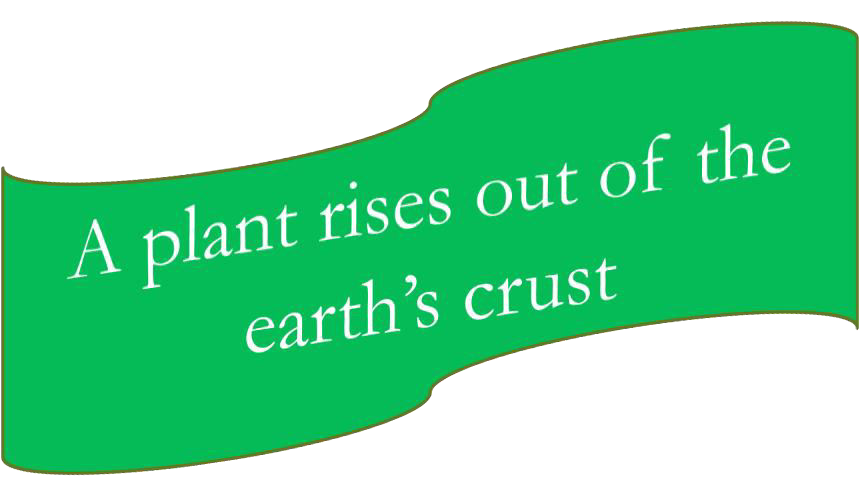 A plant rises out of the
earth’s crust